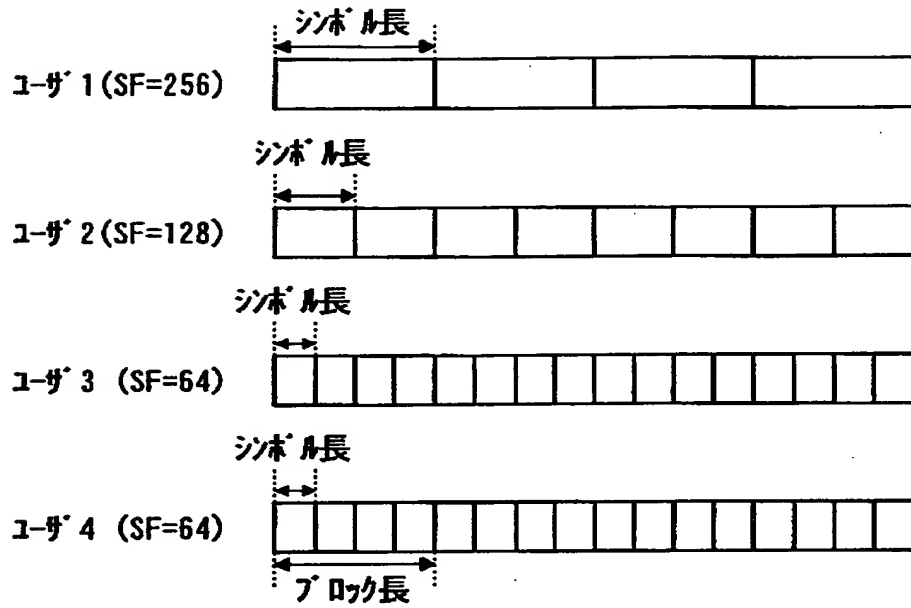 シンボル長
ユーザ1(SF=256)
シンボル長
ユーザ2(SF=128)
シンボル長
ユーザ3 (SF=64)
シンボル長
ユーザ4 (SF=64)
ブロック長